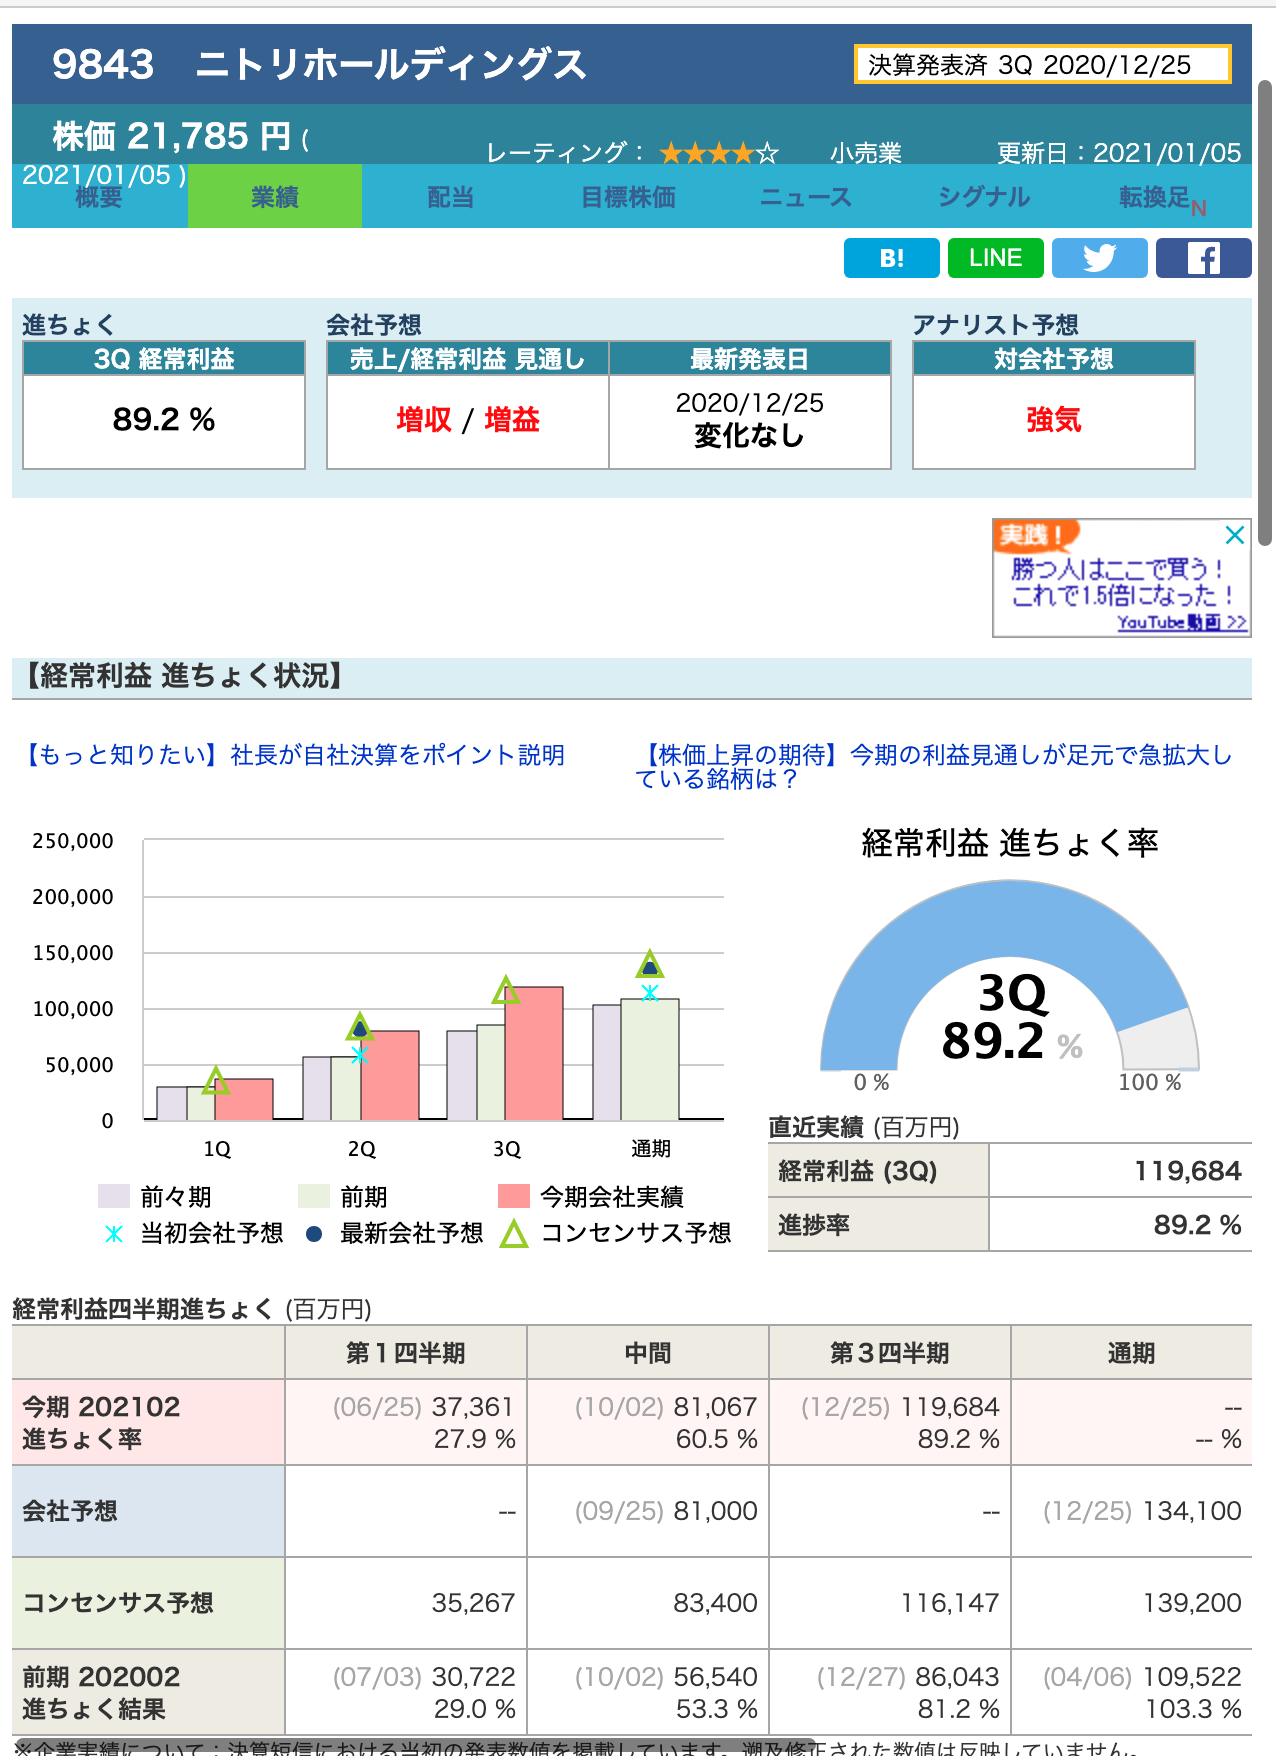 9843　ニトリホールディングス
決算発表済 3Q 2020/12/25
株価 21,785 円 (
2021/01/05 )
レーティング： ★★★★☆
小売業
更新日：2021/01/05
概要
業績
配当
目標株価
ニュース
シグナル
転換足N
B!
LINE
進ちょく
会社予想
アナリスト予想
3Q 経常利益
売上/経常利益 見通し
最新発表日
対会社予想
89.2 %
増収 / 増益
2020/12/25
変化なし
強気
実践！
勝つ人はここで買う！
これで1.5倍になった！
YouTube動画 >>
【経常利益 進ちょく状況】
【もっと知りたい】社長が自社決算をポイント説明
【株価上昇の期待】今期の利益見通しが足元で急拡大し
ている銘柄は？
250,000
200,000
150,000
100,000
50,000
0
1Q
2Q
3Q
通期
前々期
前期
今期会社実績
当初会社予想
最新会社予想
コンセンサス予想
経常利益 進ちょく率
3Q
89.2 %
0 %
100 %
直近実績 (百万円)
経常利益 (3Q)
119,684
進捗率
89.2 %
経常利益四半期進ちょく (百万円)
第１四半期
中間
第３四半期
通期
今期 202102
進ちょく率
(06/25) 37,361
27.9 %
(10/02) 81,067
60.5 %
(12/25) 119,684
89.2 %
--
-- %
会社予想
--
(09/25) 81,000
--
(12/25) 134,100
コンセンサス予想
35,267
83,400
116,147
139,200
前期 202002
進ちょく結果
(07/03) 30,722
29.0 %
(10/02) 56,540
53.3 %
(12/27) 86,043
81.2 %
(04/06) 109,522
103.3 %
※企業実績について：決算短信における当初の発表数値を掲載しています。遡及修正された数値は反映していません。